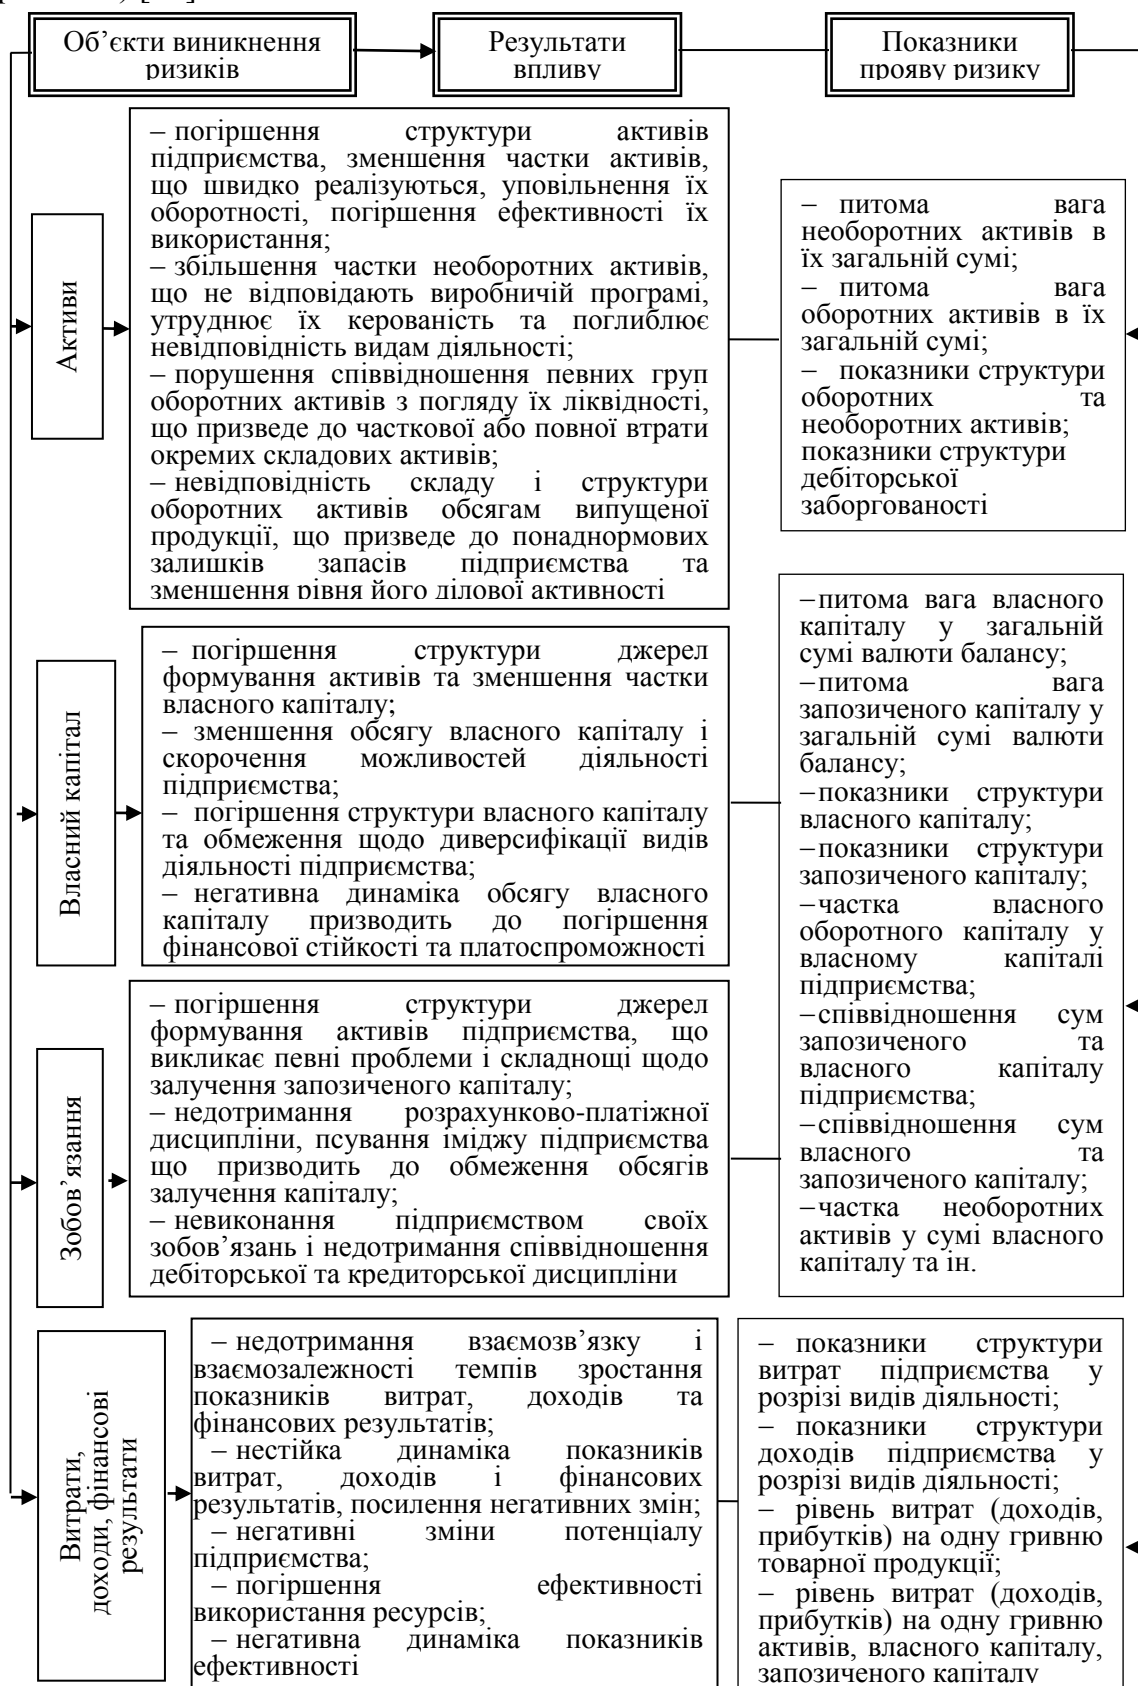 Об’єкти виникнення
ризиків
Результати
впливу
Показники
прояву ризику
Активи
– погіршення структури активів
підприємства, зменшення частки активів,
що швидко реалізуються, уповільнення їх
оборотності, погіршення ефективності їх
використання;
– збільшення частки необоротних активів,
що не відповідають виробничій програмі,
утруднює їх керованість та поглиблює
невідповідність видам діяльності;
– порушення співвідношення певних груп
оборотних активів з погляду їх ліквідності,
що призведе до часткової або повної втрати
окремих складових активів;
– невідповідність складу і структури
оборотних активів обсягам випущеної
продукції, що призведе до понаднормових
залишків запасів підприємства та
зменшення рівня його ділової активності
– питома вага
необоротних активів в
їх загальній сумі;
– питома вага
оборотних активів в їх
загальній сумі;
– показники структури
оборотних та
необоротних активів;
показники структури
дебіторської
заборгованості
Власний капітал
– погіршення структури джерел
формування активів та зменшення частки
власного капіталу;
– зменшення обсягу власного капіталу і
скорочення можливостей діяльності
підприємства;
– погіршення структури власного капіталу
та обмеження щодо диверсифікації видів
діяльності підприємства;
– негативна динаміка обсягу власного
капіталу призводить до погіршення
фінансової стійкості та платоспроможності
Зобов’язання
– погіршення структури джерел
формування активів підприємства, що
викликає певні проблеми і складнощі щодо
залучення запозиченого капіталу;
– недотримання розрахунково-платіжної
дисципліни, псування іміджу підприємства
що призводить до обмеження обсягів
залучення капіталу;
– невиконання підприємством своїх
зобов’язань і недотримання співвідношення
дебіторської та кредиторської дисципліни
–питома вага власного
капіталу у загальній
сумі валюти балансу;
–питома вага
запозиченого капіталу у
загальній сумі валюти
балансу;
–показники структури
власного капіталу;
–показники структури
запозиченого капіталу;
–частка власного
оборотного капіталу у
власному капіталі
підприємства;
–співвідношення сум
запозиченого та
власного капіталу
підприємства;
–співвідношення сум
власного та
запозиченого капіталу;
–частка необоротних
активів у сумі власного
капіталу та ін.
Витрати,
доходи, фінансові
результати
– недотримання взаємозв’язку і
взаємозалежності темпів зростання
показників витрат, доходів та
фінансових результатів;
– нестійка динаміка показників
витрат, доходів і фінансових
результатів, посилення негативних змін;
– негативні зміни потенціалу
підприємства;
– погіршення ефективності
використання ресурсів;
– негативна динаміка показників
ефективності
– показники структури
витрат підприємства у
розрізі видів діяльності;
– показники структури
доходів підприємства у
розрізі видів діяльності;
– рівень витрат (доходів,
прибутків) на одну гривню
товарної продукції;
– рівень витрат (доходів,
прибутків) на одну гривню
активів, власного капіталу,
запозиченого капіталу